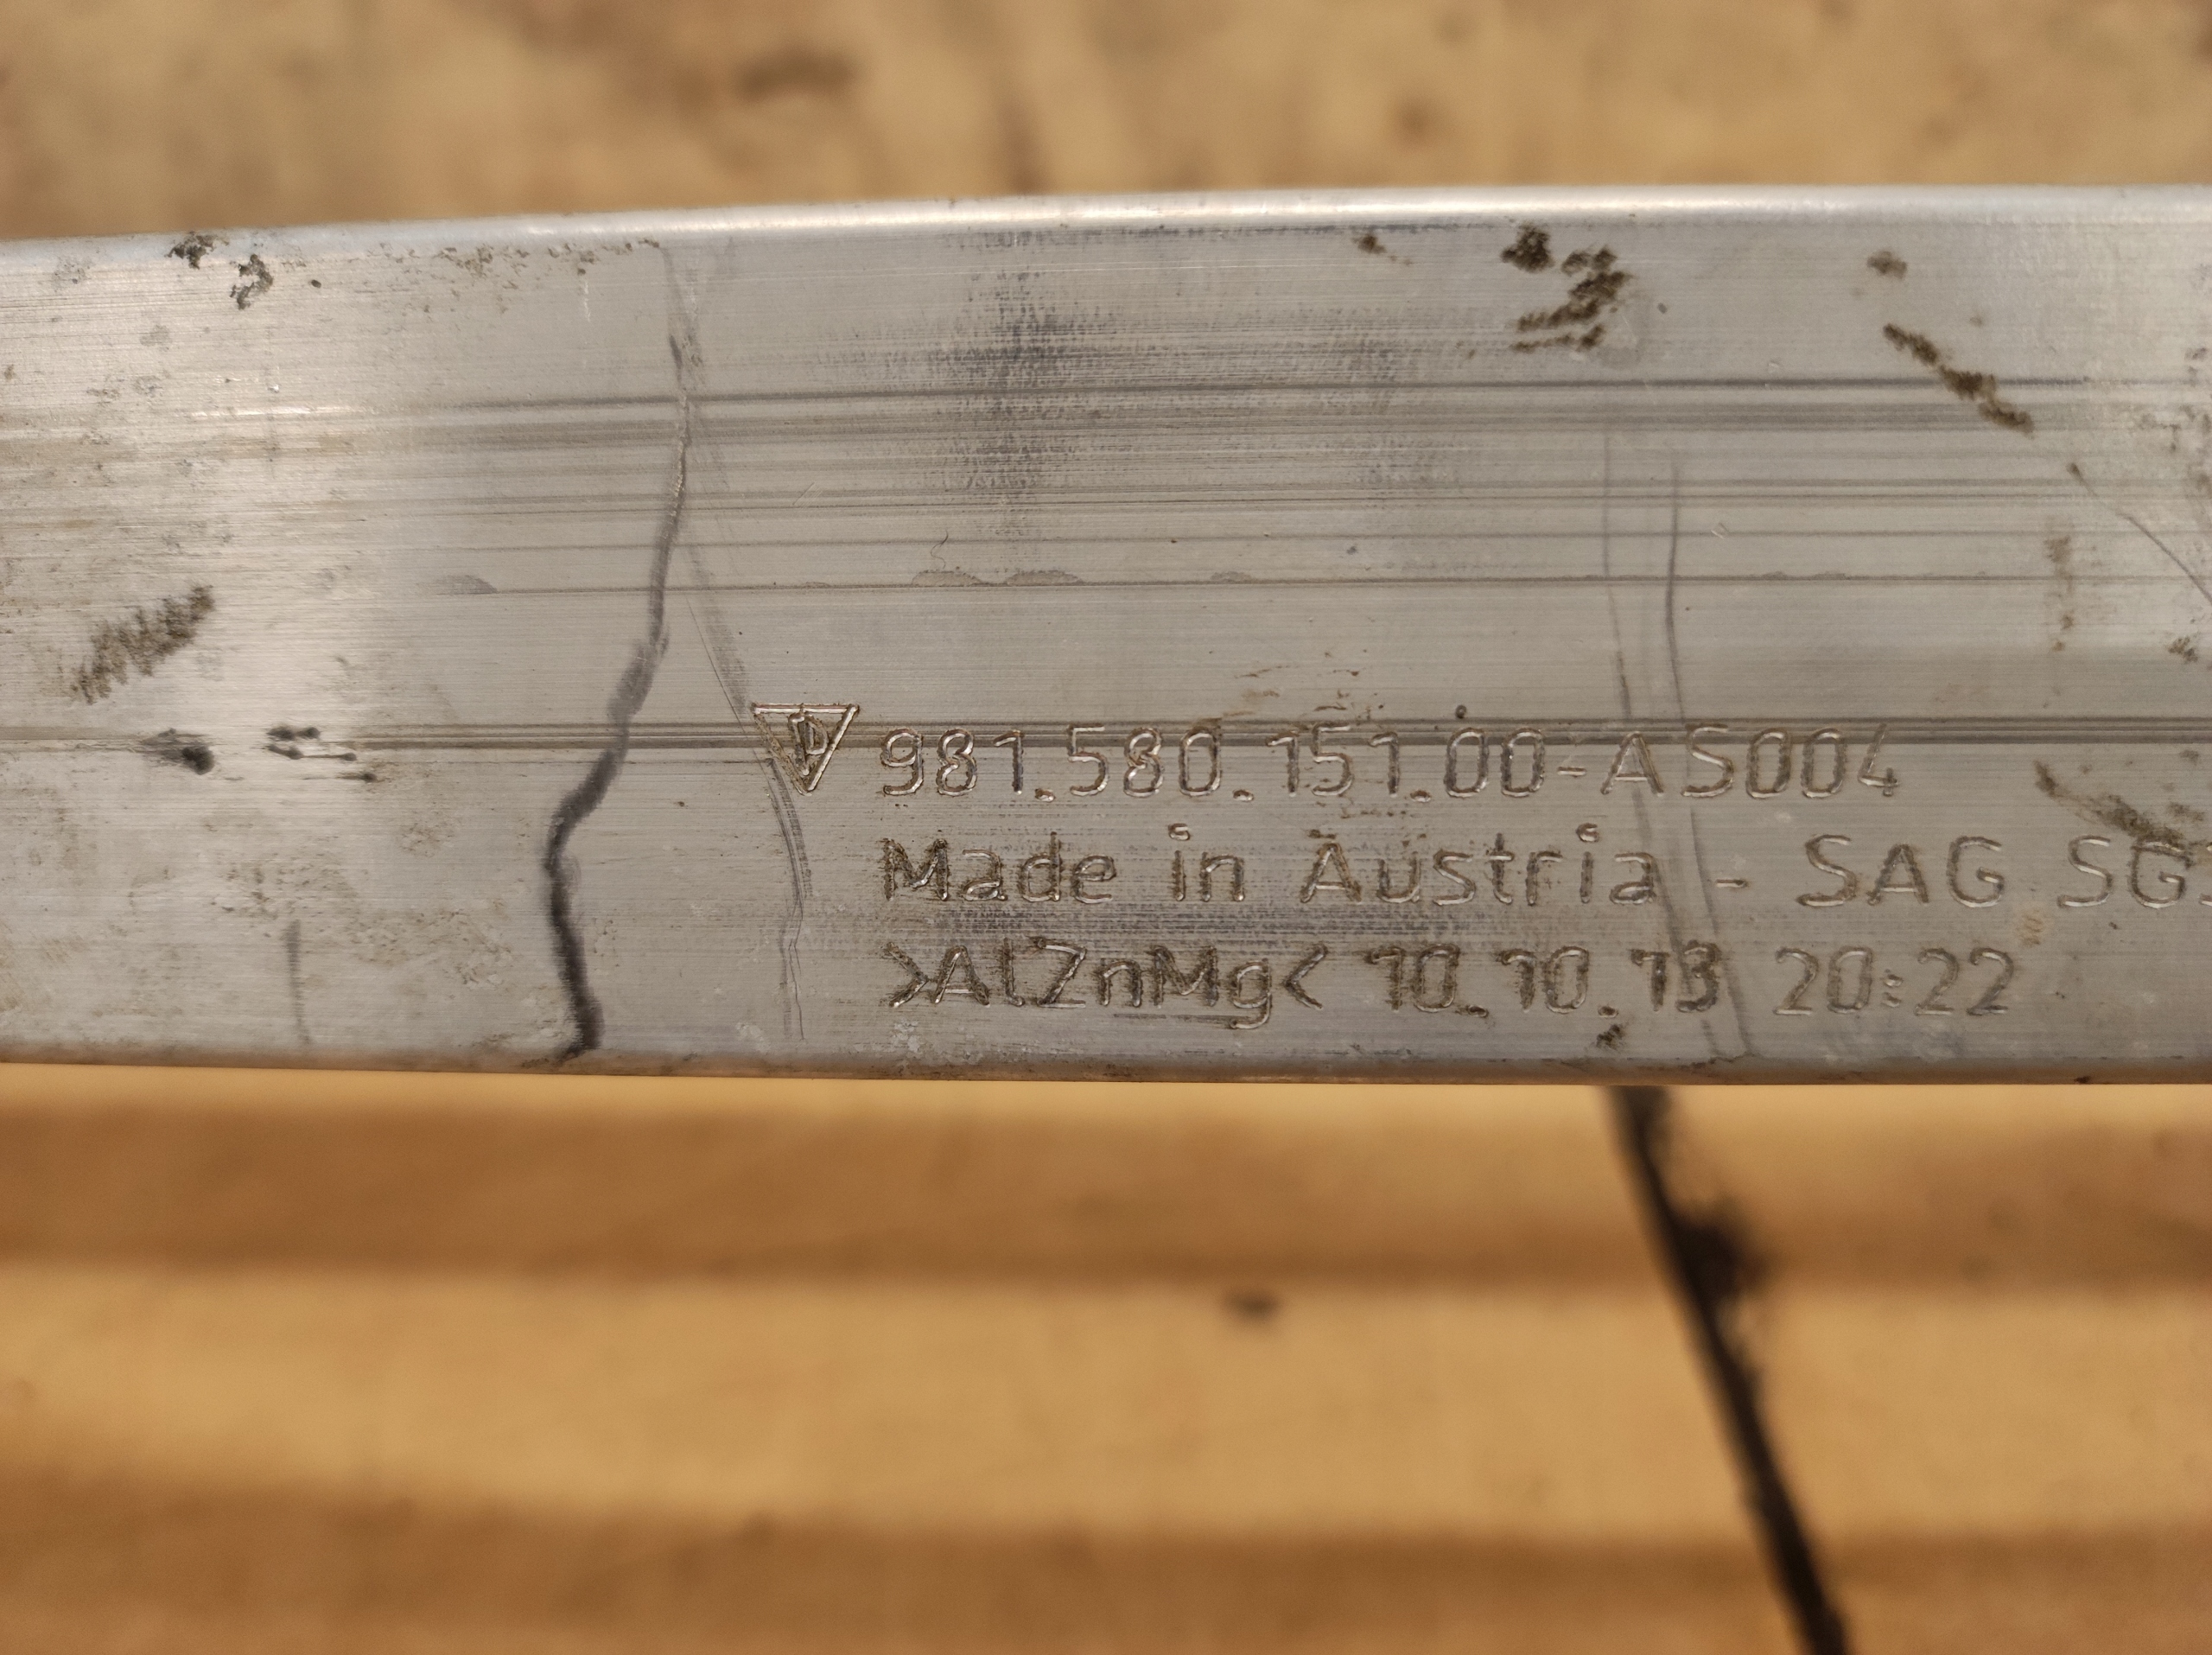 D 981.580.151.00-AS004
Made in Austria - SAG
>AlZnMg< 10.10.13 20:22